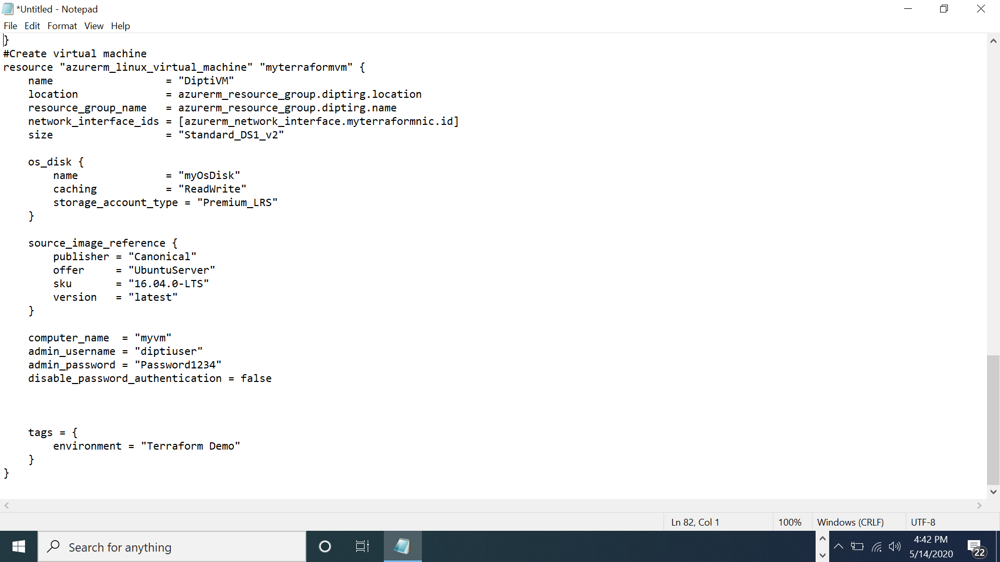 *Untitled - Notepad
File Edit Format View Help
}
#Create virtual machine
resource "azurerm_linux_virtual_machine" "myterraformvm" {
    name                  = "DiptiVM"
    location              = azurerm_resource_group.diptirg.location
    resource_group_name   = azurerm_resource_group.diptirg.name
    network_interface_ids = [azurerm_network_interface.myterraformnic.id]
    size                  = "Standard_DS1_v2"
    os_disk {
        name              = "myOsDisk"
        caching           = "ReadWrite"
        storage_account_type = "Premium_LRS"
    }
    source_image_reference {
        publisher = "Canonical"
        offer     = "UbuntuServer"
        sku       = "16.04.0-LTS"
        version   = "latest"
    }
    computer_name  = "myvm"
    admin_username = "diptiuser"
    admin_password = "Password1234"
    disable_password_authentication = false
    tags = {
        environment = "Terraform Demo"
    }
}
Ln 82, Col 1 100% Windows (CRLF) UTF-8
Search for anything
4:42 PM
5/14/2020
22